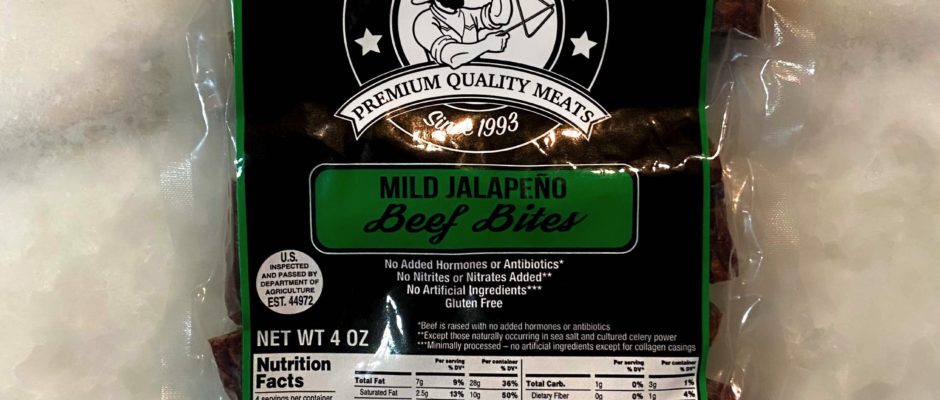 PREMIUM QUALITY MEATS
Since 1993
MILD JALAPEÑO
Beef Bites
U.S.
INSPECTED
AND PASSED BY
DEPARTMENT OF
AGRICULTURE
EST. 44972
No Added Hormones or Antibiotics*
No Nitrites or Nitrates Added**
No Artificial Ingredients***
Gluten Free
NET WT 4 OZ
*Beef is raised with no added hormones or antibiotics
**Except those naturally occurring in sea salt and cultured celery power
***Minimally processed – no artificial ingredients except for collagen casings
Nutrition
Facts
4 servings per container
Per serving Per container
% DV* % DV*
Total Fat 7g 9% 28g 36%
Saturated Fat 2.5g 13% 10g 50%
Per serving Per container
% DV* % DV*
Total Carb. 1g 0% 3g 1%
Dietary Fiber 0g 0% 1g 4%